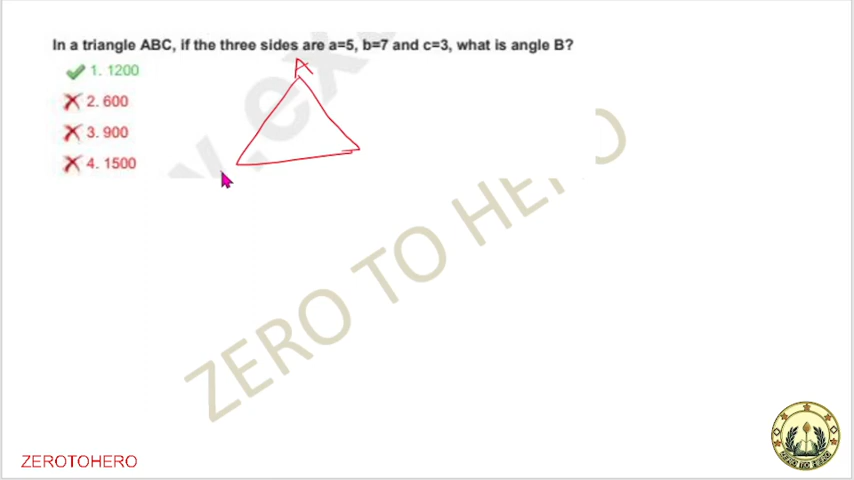 In a triangle ABC, if the three sides are a=5, b=7 and c=3, what is angle B?
1. 1200
2. 600
3. 900
4. 1500
A
ZERO TO HERO
ZEROTOHERO